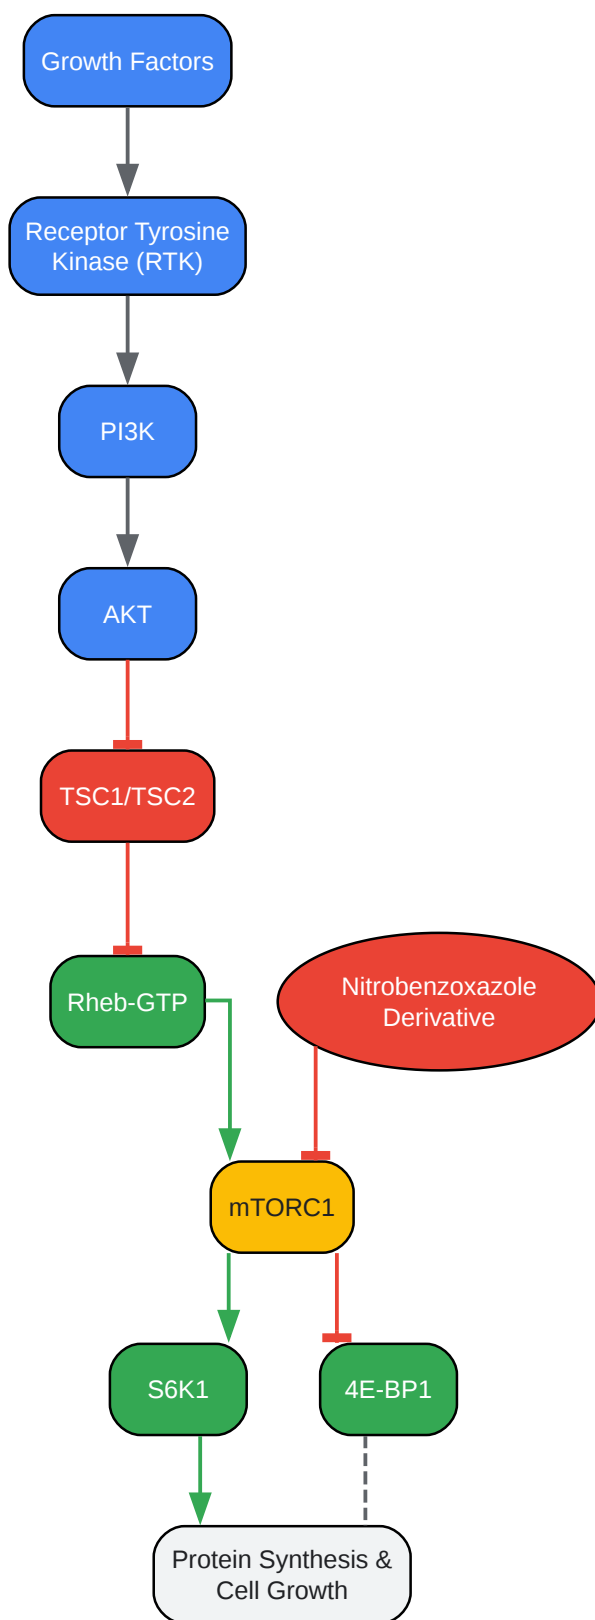 Growth Factors
Receptor Tyrosine
Kinase (RTK)
PI3K
AKT
TSC1/TSC2
Rheb-GTP
Nitrobenzoxazole
Derivative
mTORC1
S6K1
4E-BP1
Protein Synthesis &
Cell Growth